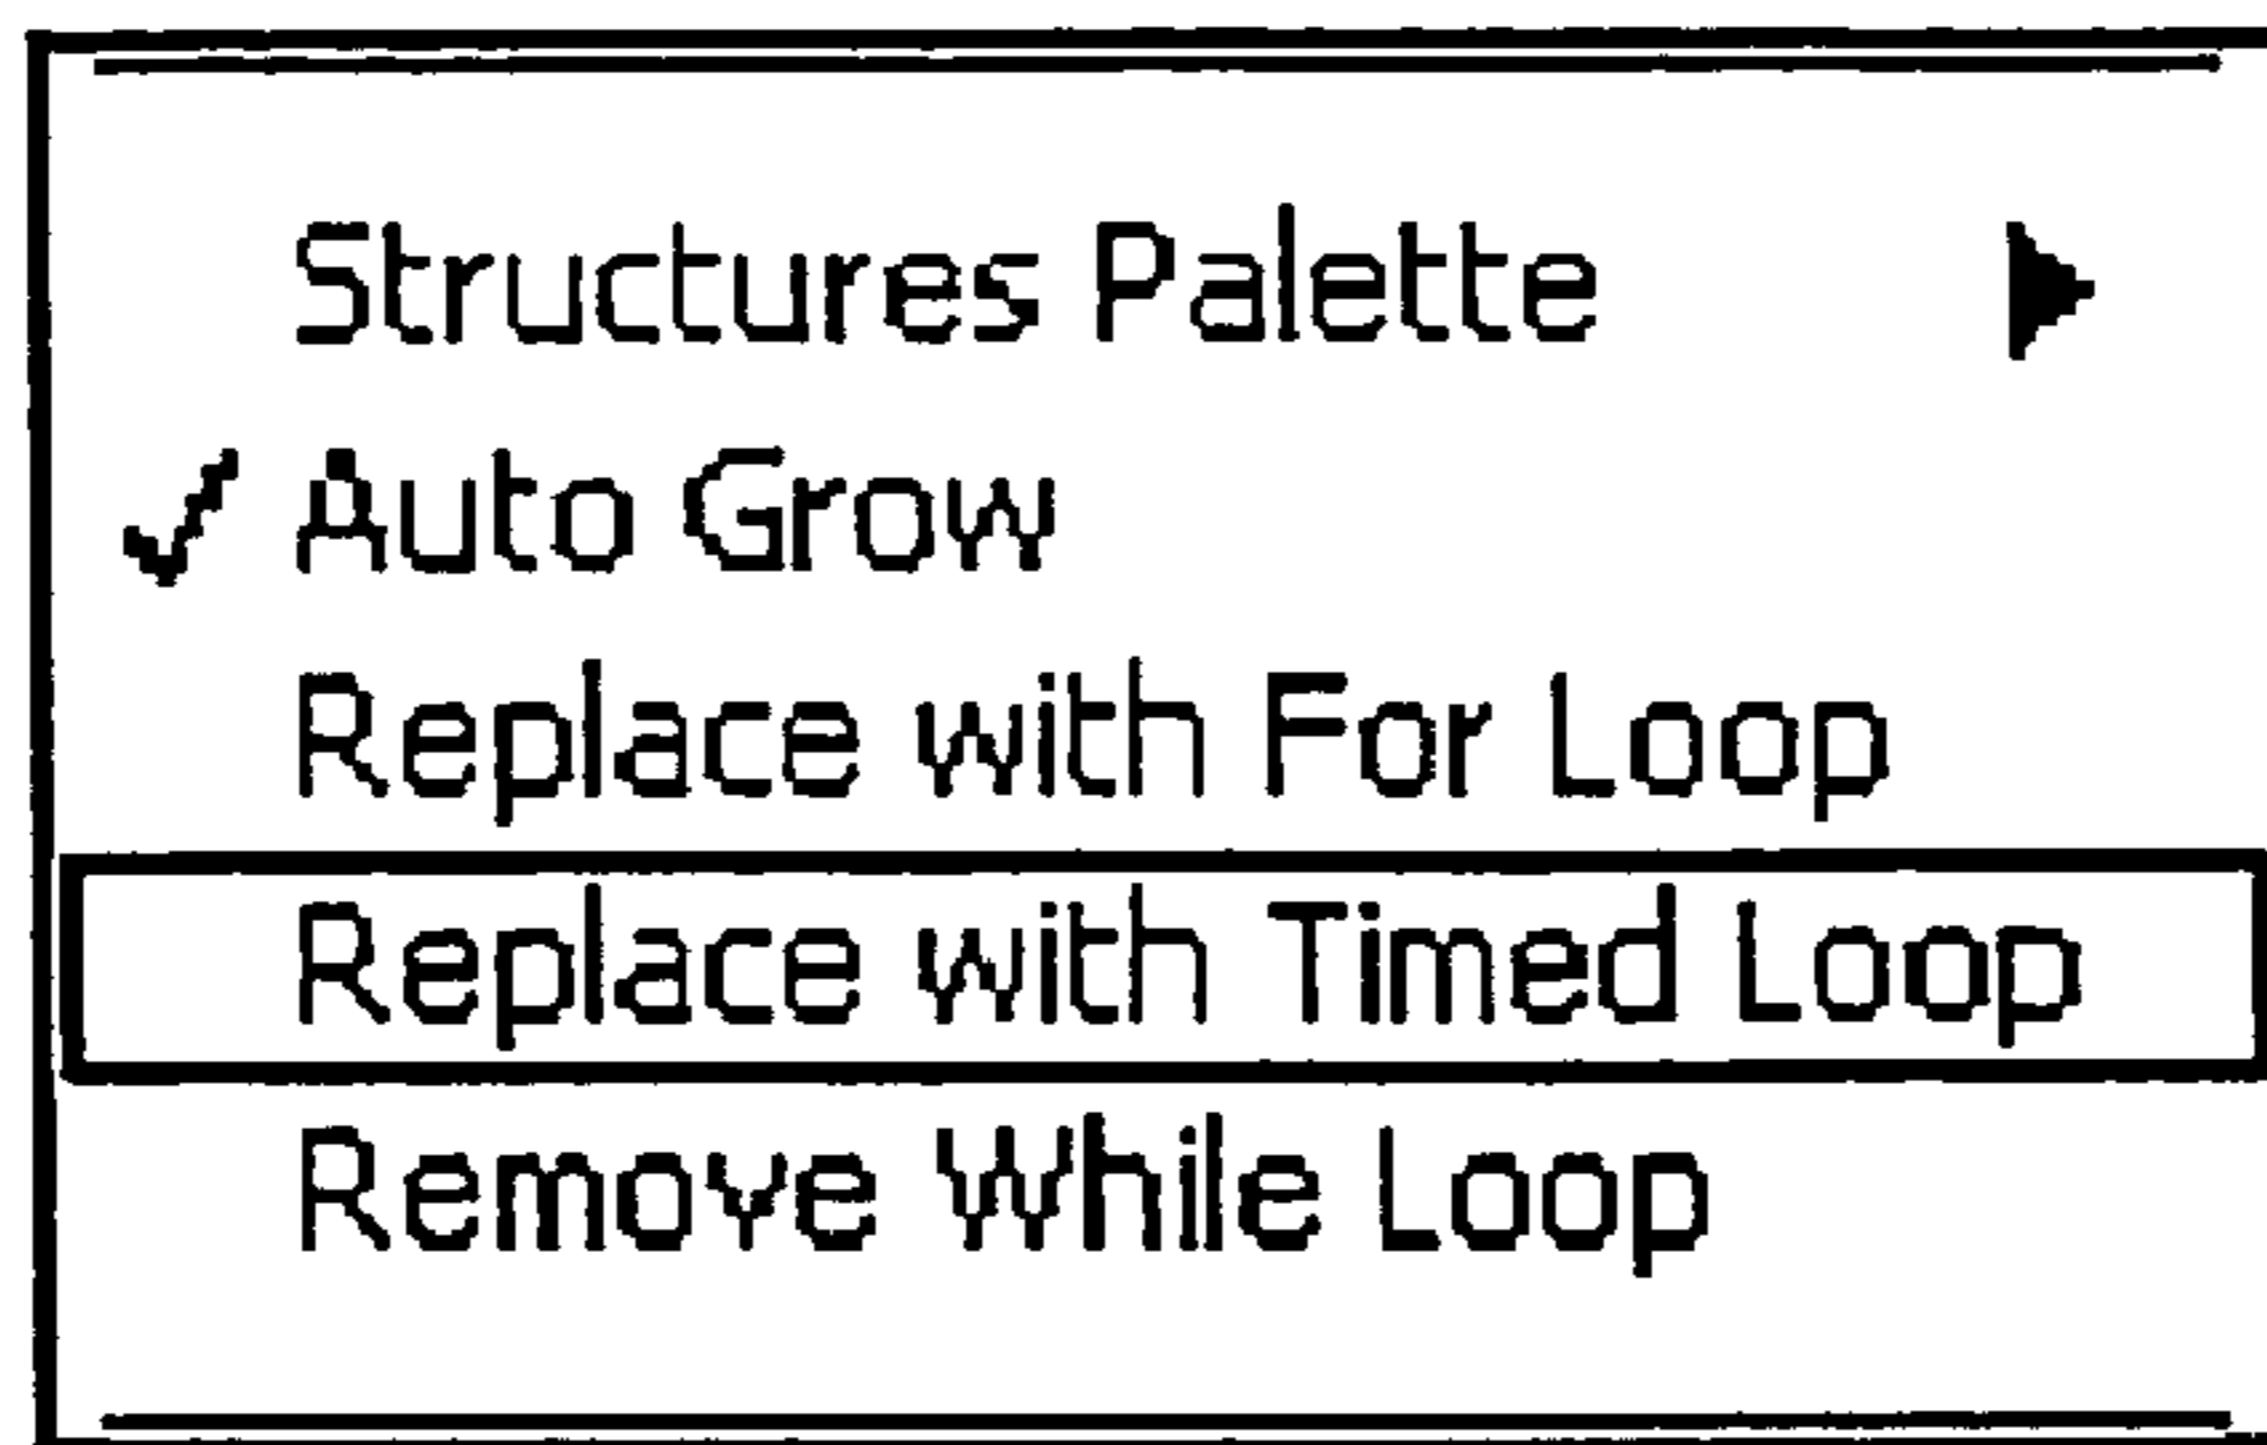 Structures Palette
✓ Auto Grow
Replace with For Loop
Replace with Timed Loop
Remove While Loop